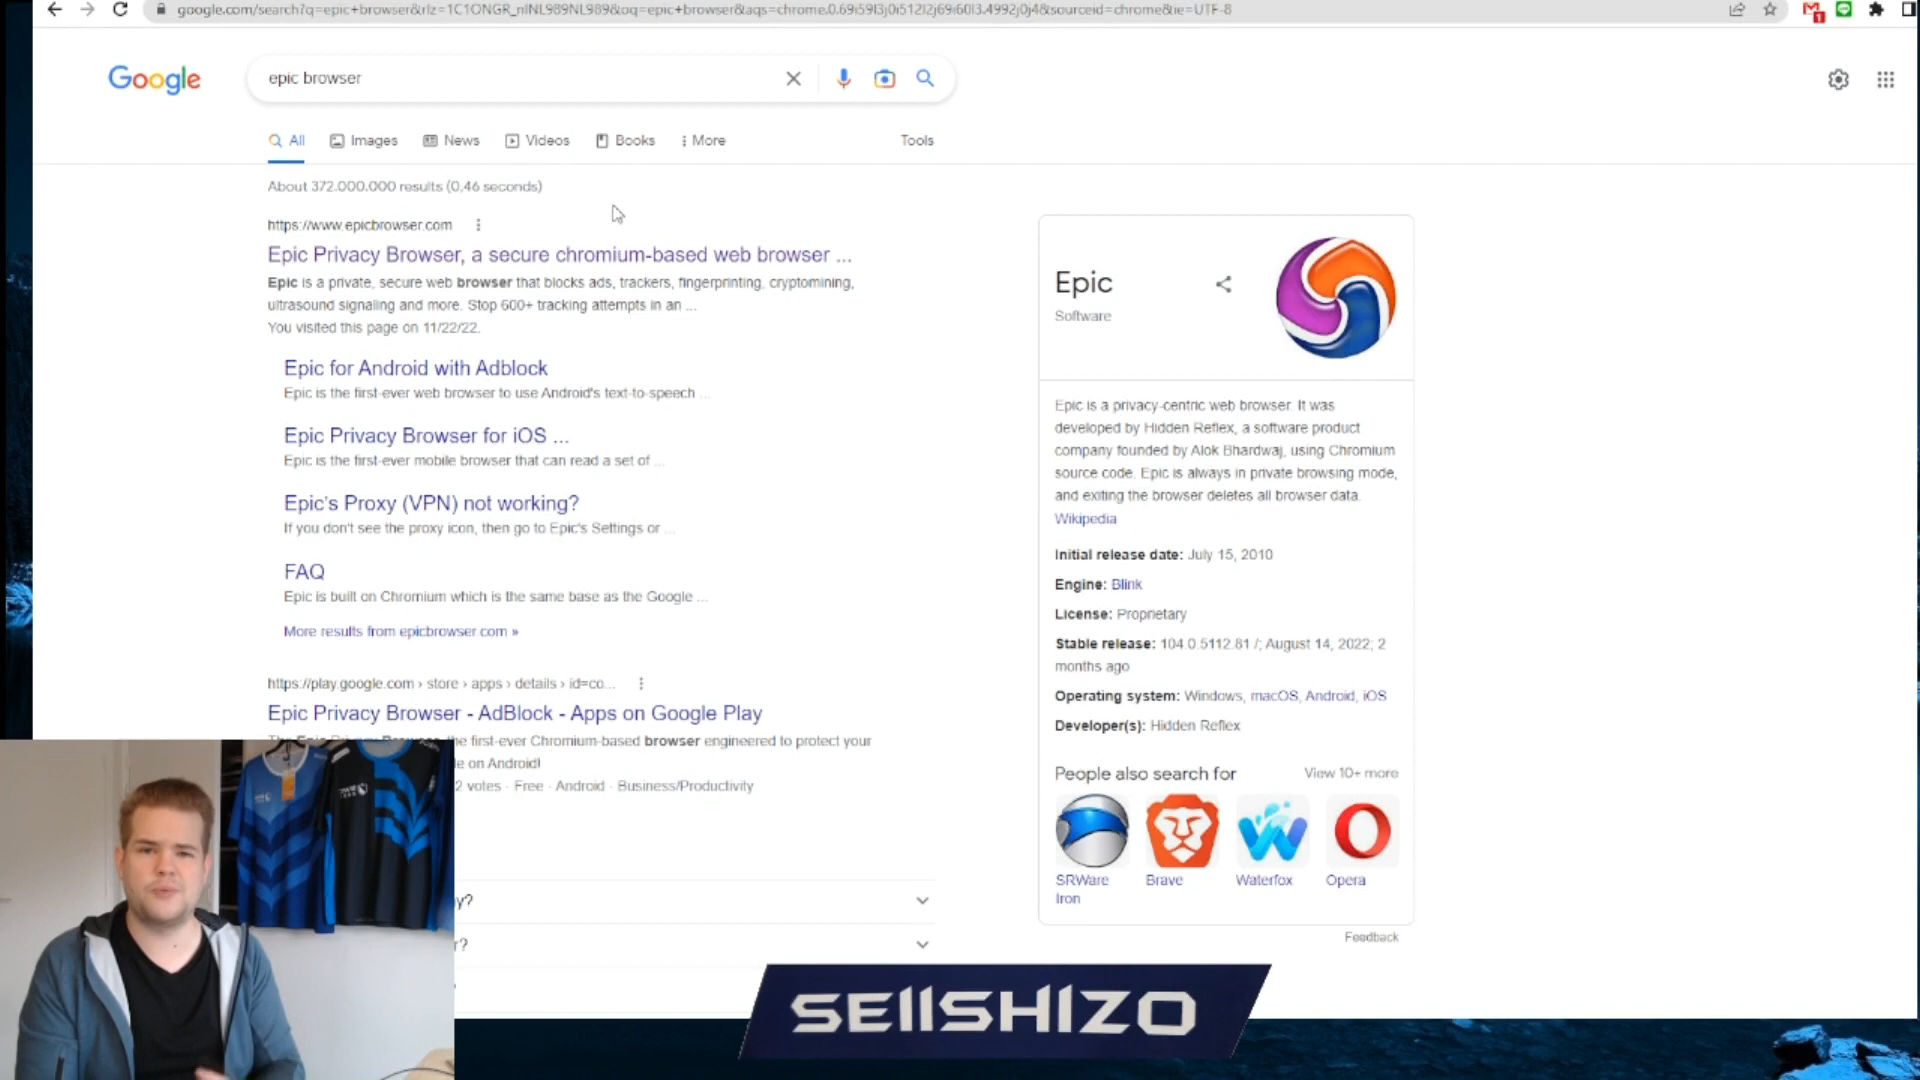 google.com/search?q=epic+browser&rlz=1C1ONGR_nlNL989NL989&oq=epic+browser&aqs=chrome.0.69i59l3j0i512l2j69i60l3.4992j0j4&sourceid=chrome&ie=UTF-8
Google
epic browser
All
Images
News
Videos
Books
More
Tools
About 372.000.000 results (0,46 seconds)
https://www.epicbrowser.com
Epic Privacy Browser, a secure chromium-based web browser ...
Epic is a private, secure web browser that blocks ads, trackers, fingerprinting, cryptomining,
ultrasound signaling and more. Stop 600+ tracking attempts in an ...
You visited this page on 11/22/22.
Epic for Android with Adblock
Epic is the first-ever web browser to use Android's text-to-speech ...
Epic Privacy Browser for iOS ...
Epic is the first-ever mobile browser that can read a set of ...
Epic's Proxy (VPN) not working?
If you don't see the proxy icon, then go to Epic's Settings or ...
FAQ
Epic is built on Chromium which is the same base as the Google ...
More results from epicbrowser.com »
https://play.google.com › store › apps › details › id=co...
Epic Privacy Browser - AdBlock - Apps on Google Play
the first-ever Chromium-based browser engineered to protect your
e on Android!
2 votes · Free · Android · Business/Productivity
y?
r?
Epic
Software
Epic is a privacy-centric web browser. It was
developed by Hidden Reflex, a software product
company founded by Alok Bhardwaj, using Chromium
source code. Epic is always in private browsing mode,
and exiting the browser deletes all browser data.
Wikipedia
Initial release date: July 15, 2010
Engine: Blink
License: Proprietary
Stable release: 104.0.5112.81 /; August 14, 2022; 2
months ago
Operating system: Windows, macOS, Android, iOS
Developer(s): Hidden Reflex
People also search for
View 10+ more
SRWare
Iron
Brave
Waterfox
Opera
Feedback
SEllSHIZO